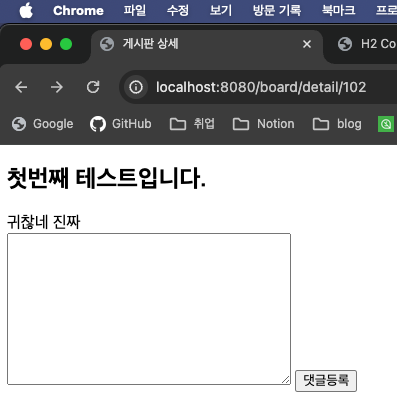 Chrome 파일 수정 보기 방문 기록 북마크 프로
게시판 상세 H2 Co
localhost:8080/board/detail/102
Google GitHub 취업 Notion blog
첫번째 테스트입니다.
귀찮네 진짜
댓글등록